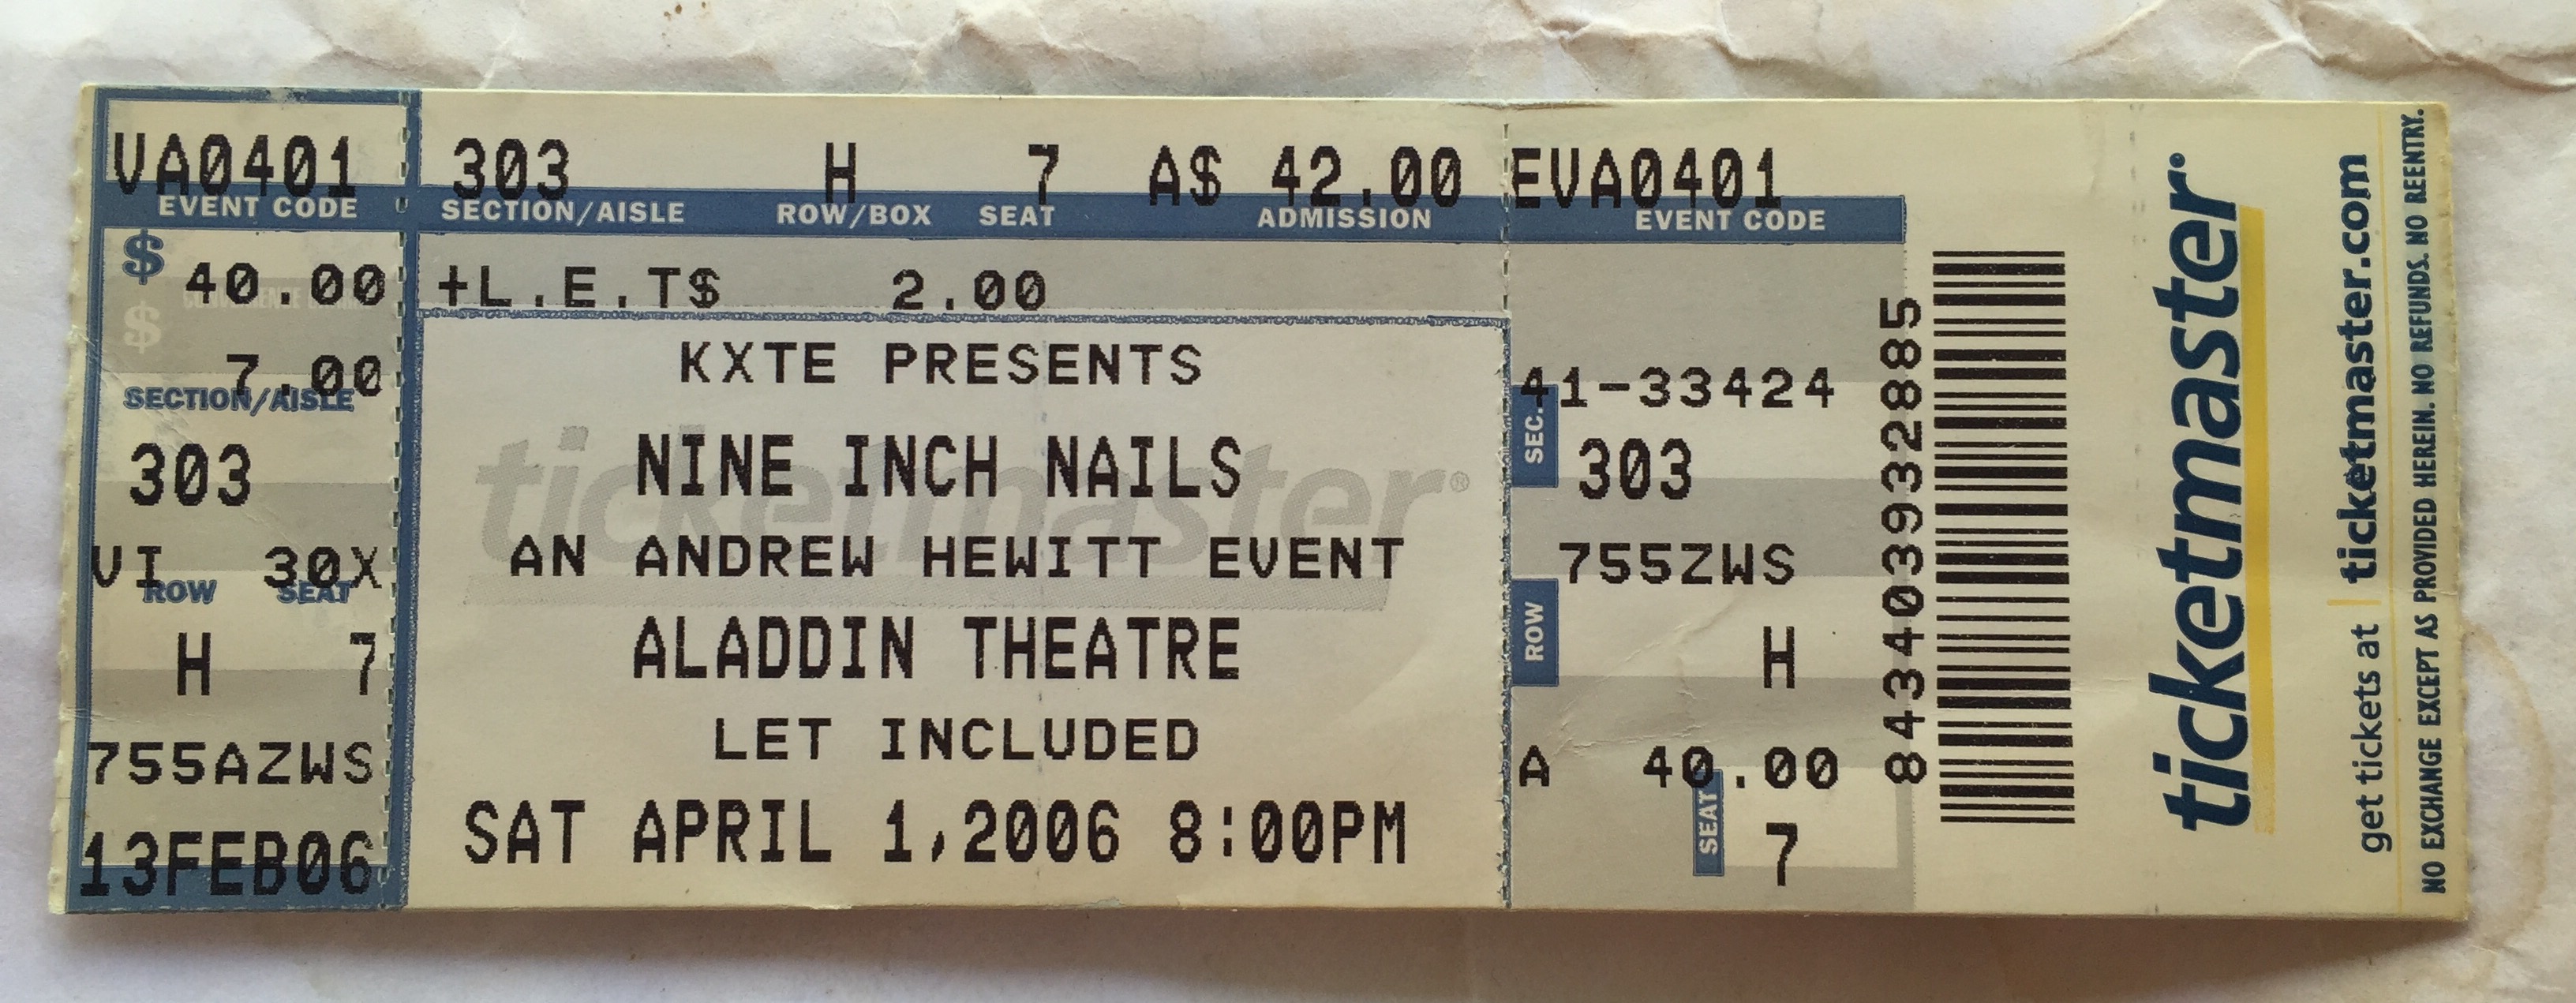 VA0401
EVENT CODE
$ 40.00
$
7.00
SECTION/AISLE
303
VI 30X
ROW SEAT
H 7
755AZWS
13FEB06
303 H 7 A$ 42.00
SECTION/AISLE ROW/BOX SEAT ADMISSION
+L.E.T$ 2.00
KXTE PRESENTS
ticketmaster®
NINE INCH NAILS
AN ANDREW HEWITT EVENT
ALADDIN THEATRE
LET INCLUDED
SAT APRIL 1,2006 8:00PM
EVA0401
EVENT CODE
41-33424
SEC. 303
755ZWS
ROW H
A 40.00
SEAT 7
843403932885
ticketmaster®
get tickets at | ticketmaster.com
NO EXCHANGE EXCEPT AS PROVIDED HEREIN. NO REFUNDS. NO REENTRY.